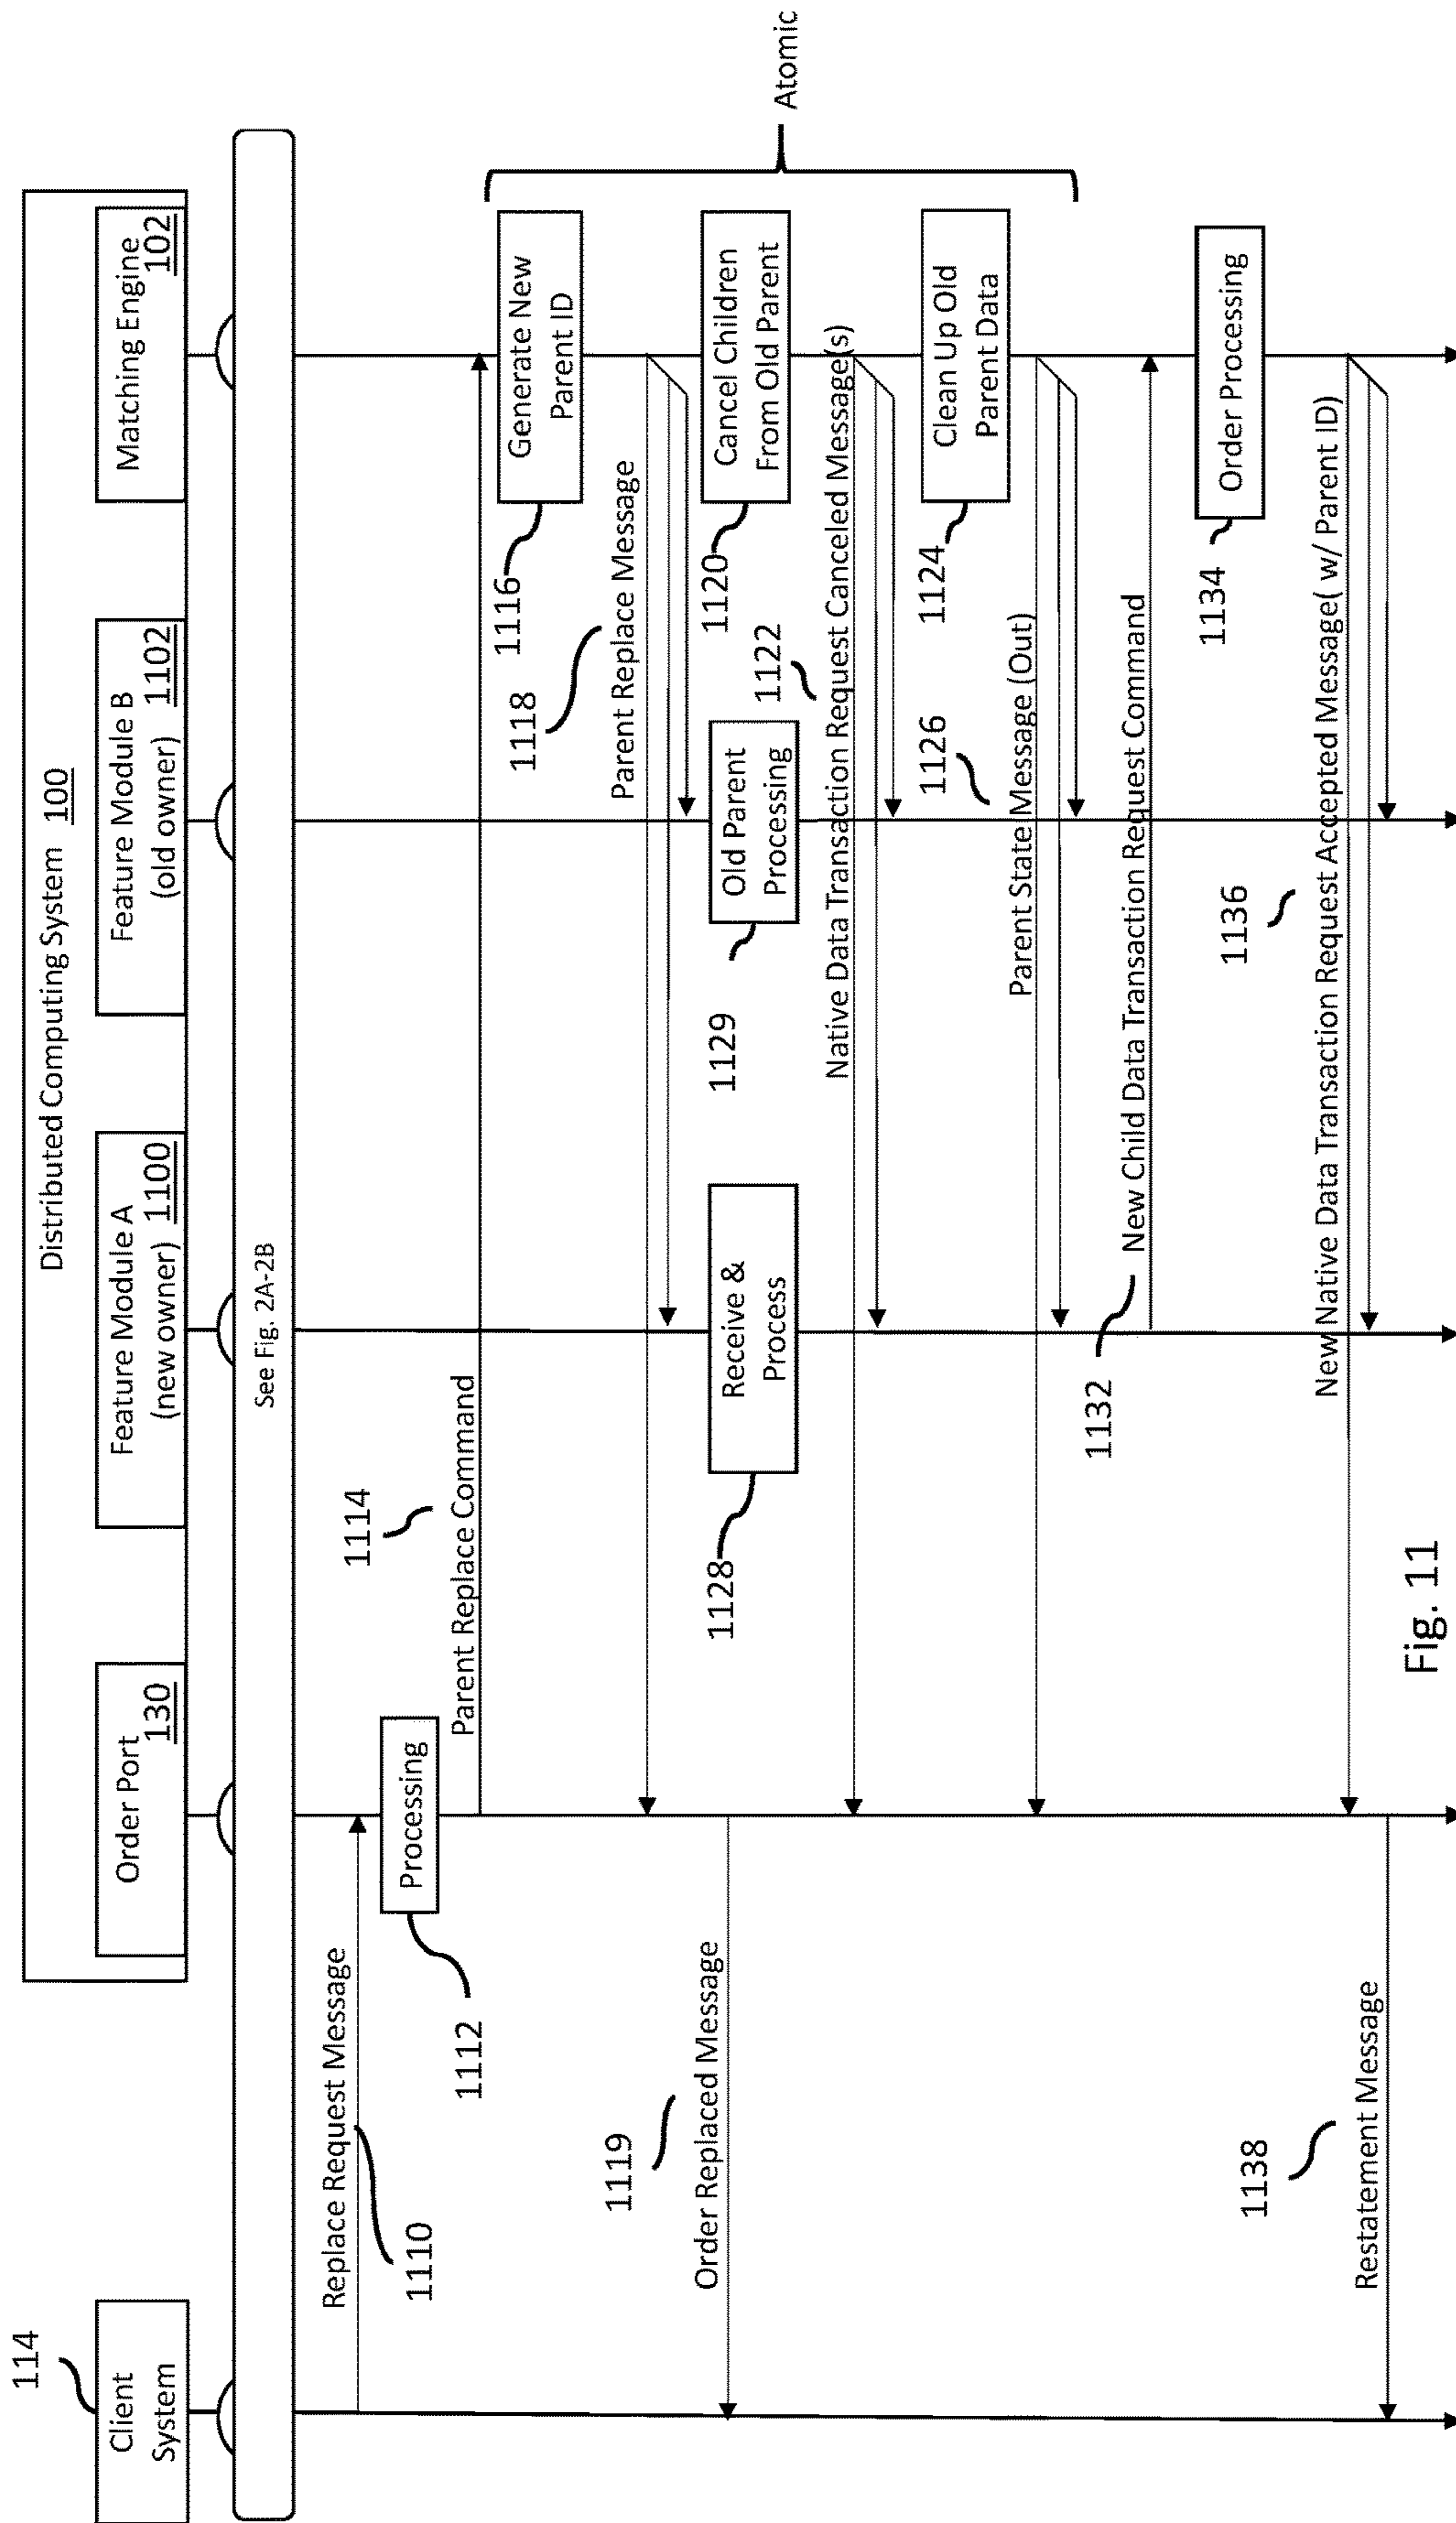 Distributed Computing System 100
114
Client
System
Order Port
130
Feature Module A
(new owner) 1100
Feature Module B
(old owner) 1102
Matching Engine
102
See Fig. 2A-2B
Replace Request Message
1110
Processing
1112
1114
Parent Replace Command
Generate New
Parent ID
1116
Atomic
1118
Parent Replace Message
1119
Order Replaced Message
1128
Receive &
Process
1129
Old Parent
Processing
1120
Cancel Children
From Old Parent
1122
Native Data Transaction Request Canceled Message(s)
1124
Clean Up Old
Parent Data
1126
Parent State Message (Out)
1132
New Child Data Transaction Request Command
1134
Order Processing
1136
New Native Data Transaction Request Accepted Message( w/ Parent ID)
1138
Restatement Message
Fig. 11